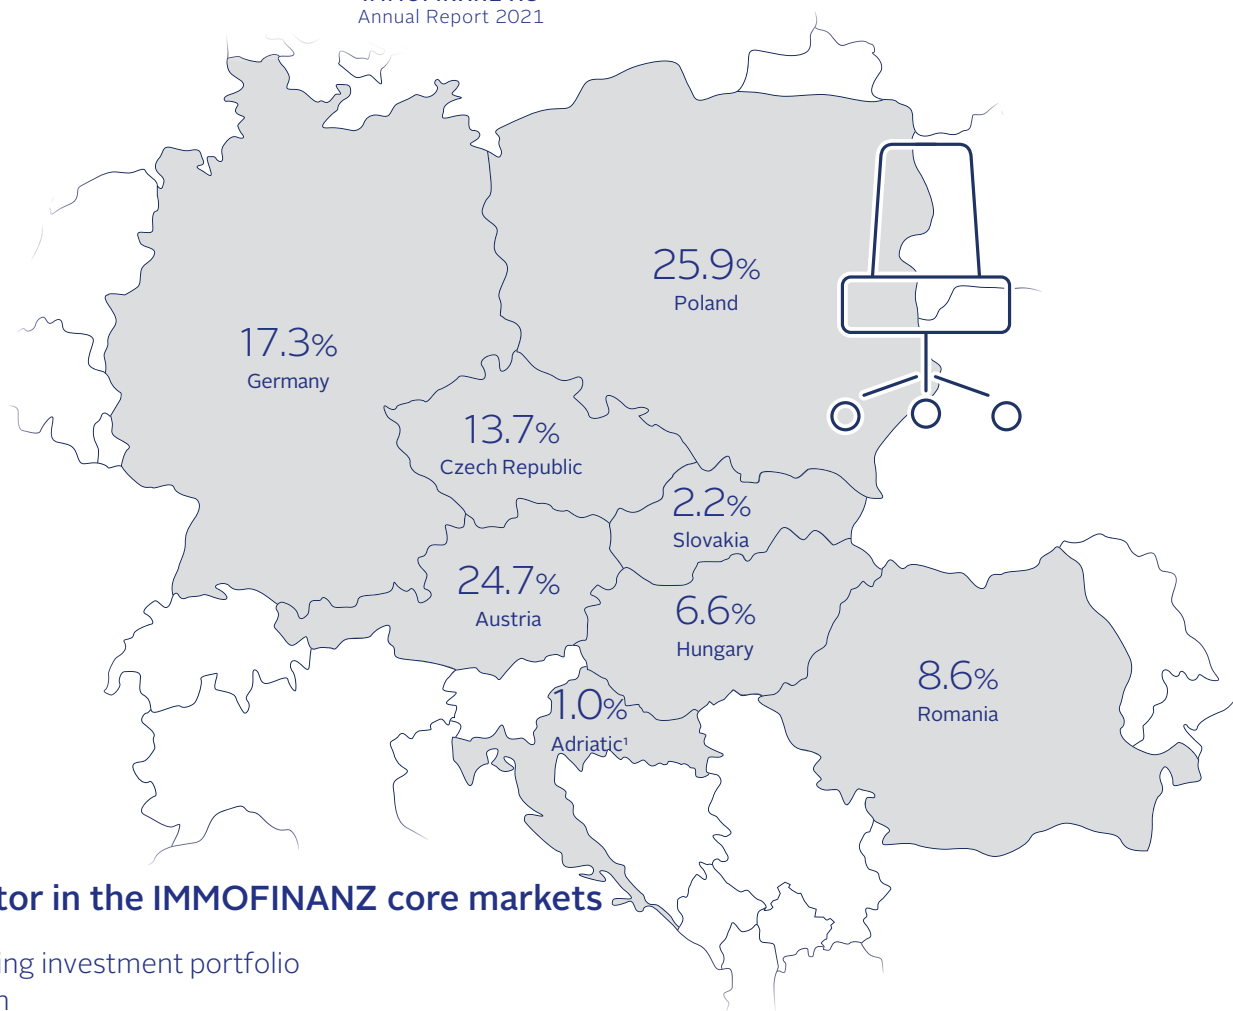 Annual Report 2021
25.9%
Poland
17.3%
Germany
13.7%
Czech Republic
2.2%
Slovakia
24.7%
Austria
6.6%
Hungary
8.6%
Romania
1.0%
Adriatic¹
tor in the IMMOFINANZ core markets
ing investment portfolio